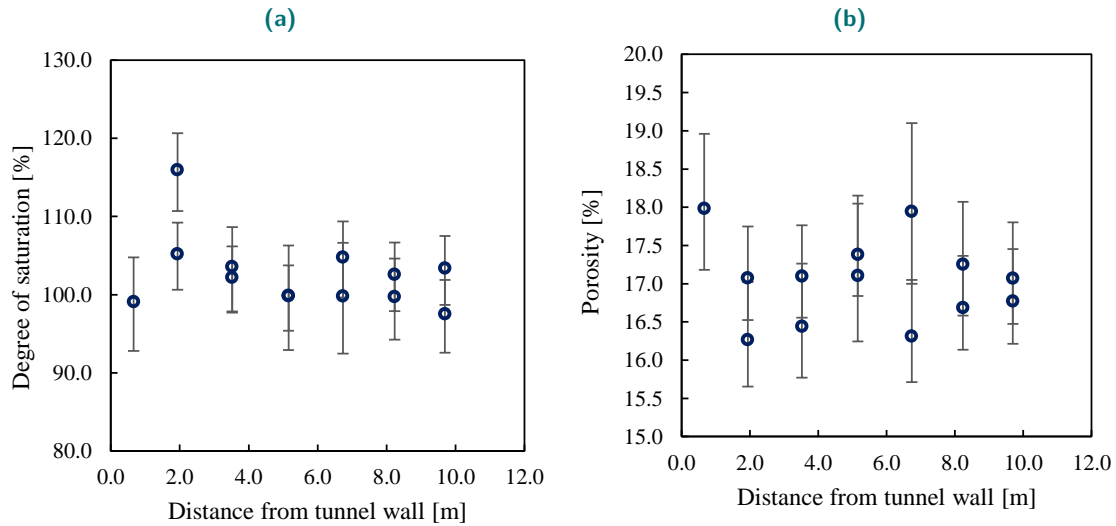 (a)
130.0
120.0
110.0
100.0
90.0
80.0
0.0 2.0 4.0 6.0 8.0 10.0 12.0
Degree of saturation [%]
Distance from tunnel wall [m]
(b)
20.0
19.5
19.0
18.5
18.0
17.5
17.0
16.5
16.0
15.5
15.0
0.0 2.0 4.0 6.0 8.0 10.0 12.0
Porosity [%]
Distance from tunnel wall [m]